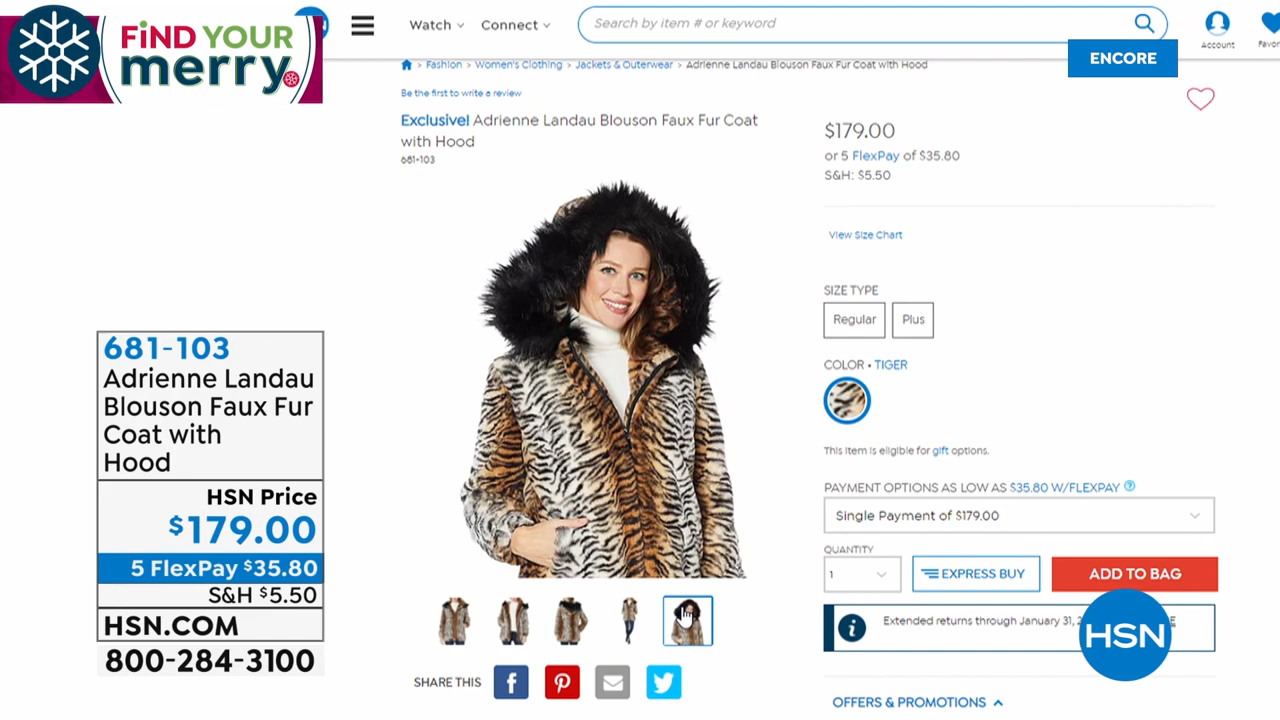 FiND YOUR
merry.
Watch
Connect
Search by item # or keyword
Account
ENCORE
Fashion > Women's Clothing > Jackets & Outerwear > Adrienne Landau Blouson Faux Fur Coat with Hood
Be the first to write a review
Exclusive! Adrienne Landau Blouson Faux Fur Coat
with Hood
681-103
$179.00
or 5 FlexPay of $35.80
S&H: $5.50
View Size Chart
SIZE TYPE
Regular
Plus
COLOR • TIGER
This item is eligible for gift options.
PAYMENT OPTIONS AS LOW AS $35.80 W/FLEXPAY ?
Single Payment of $179.00
QUANTITY
1
EXPRESS BUY
ADD TO BAG
Extended returns through January 31,
HSN
OFFERS & PROMOTIONS
SHARE THIS
681-103
Adrienne Landau
Blouson Faux Fur
Coat with
Hood
HSN Price
$179.00
5 FlexPay $35.80
S&H $5.50
HSN.COM
800-284-3100